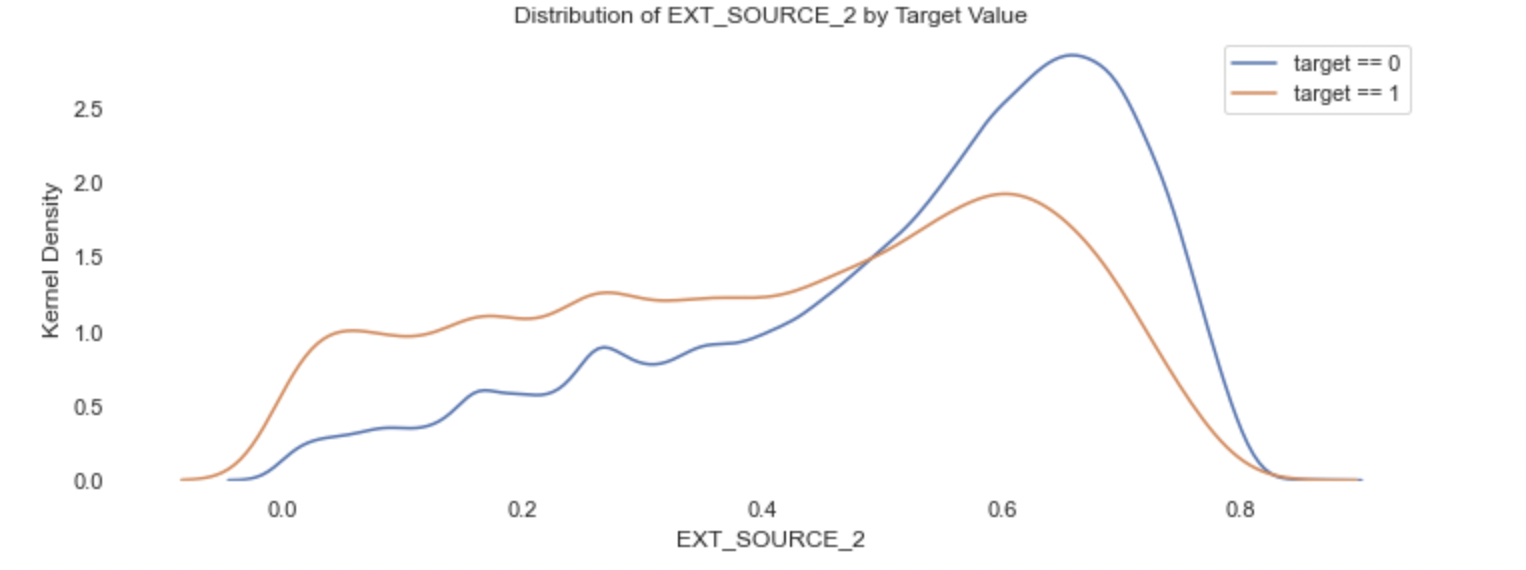 Distribution of EXT_SOURCE_2 by Target Value
target == 0
target == 1
Kernel Density
2.5
2.0
1.5
1.0
0.5
0.0
0.0 0.2 0.4 0.6 0.8
EXT_SOURCE_2